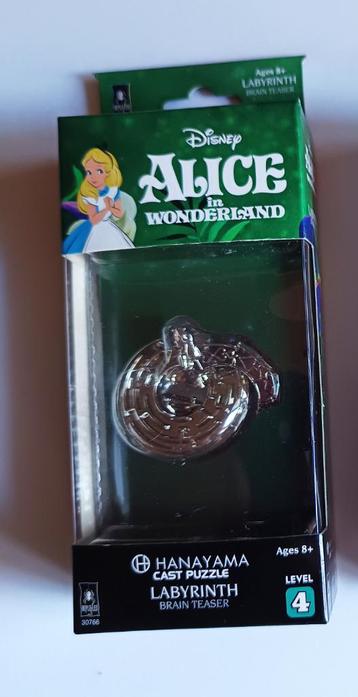 Ages 8+
LABYRINTH
BRAIN TEASER
Disney
ALICE
in
WONDERLAND
HANAYAMA
CAST PUZZLE
LABYRINTH
BRAIN TEASER
Ages 8+
LEVEL
4
30766